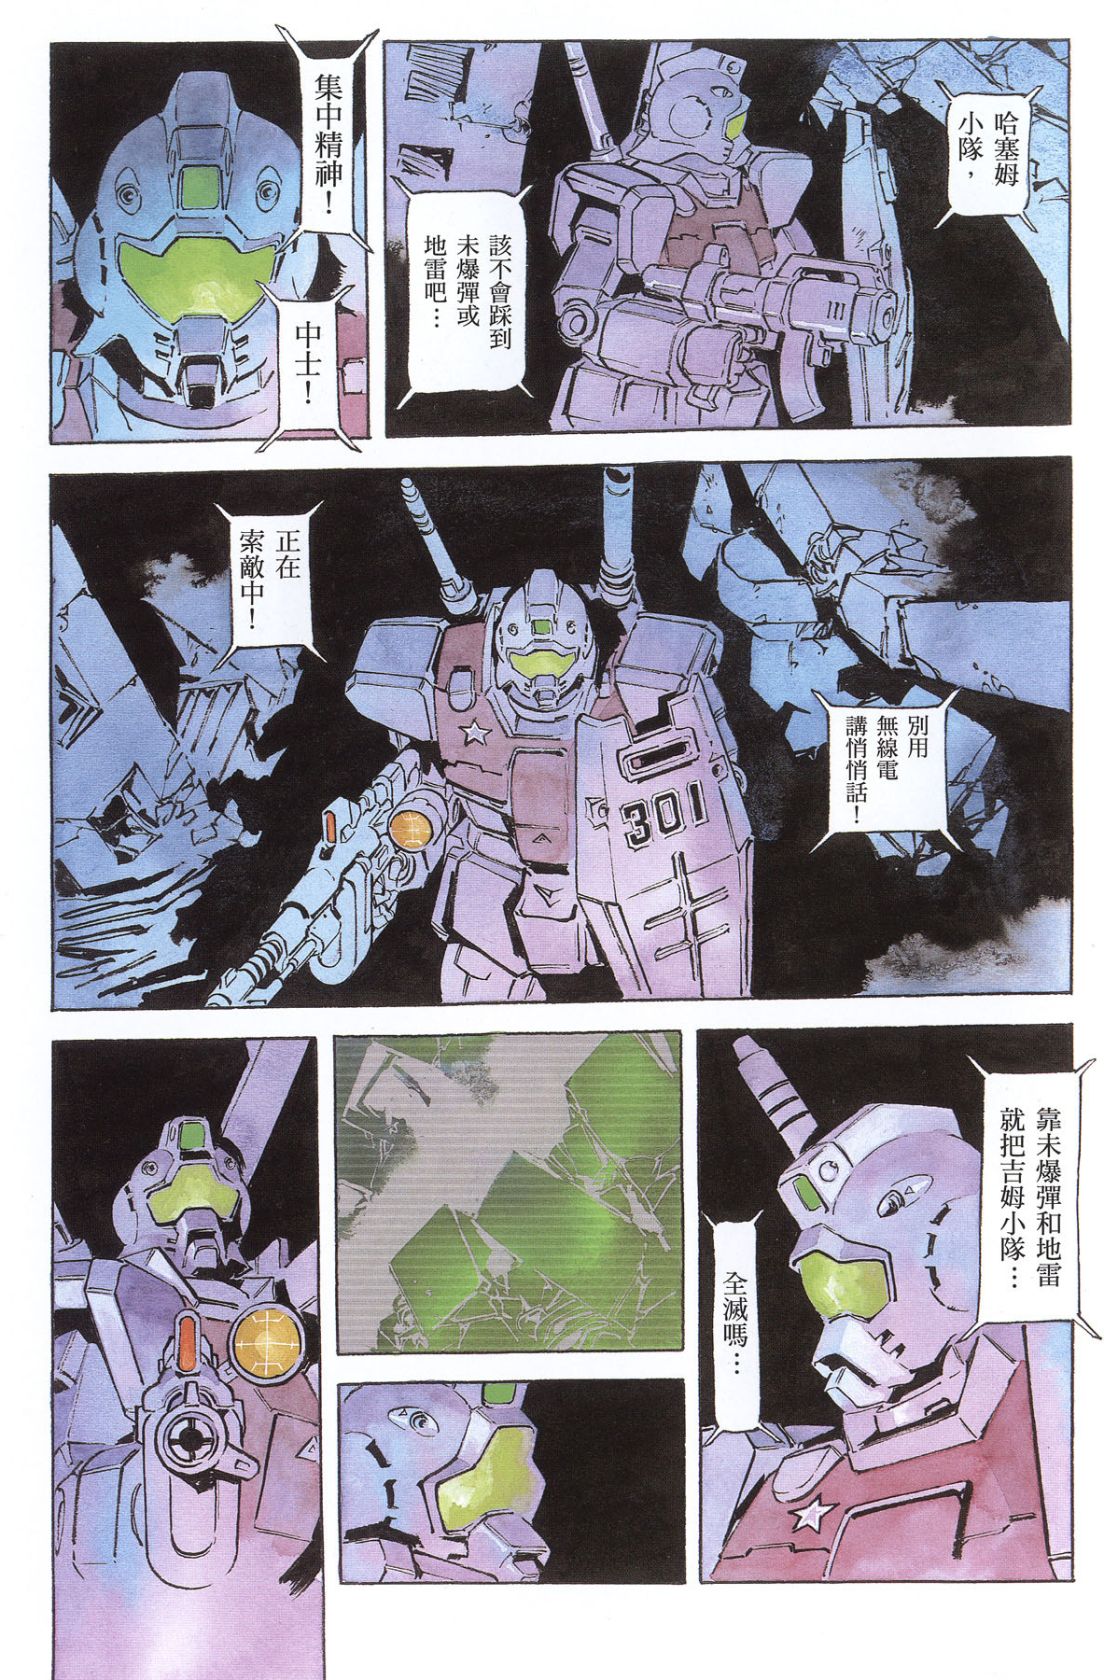 哈塞姆
小隊，
該不會踩到
未爆彈或
地雷吧…
16
集中精神！
中士！
別用
無線電
講悄悄話！
正在
索敵中！
301
靠未爆彈和地雷
就把吉姆小隊…
全滅嗎…